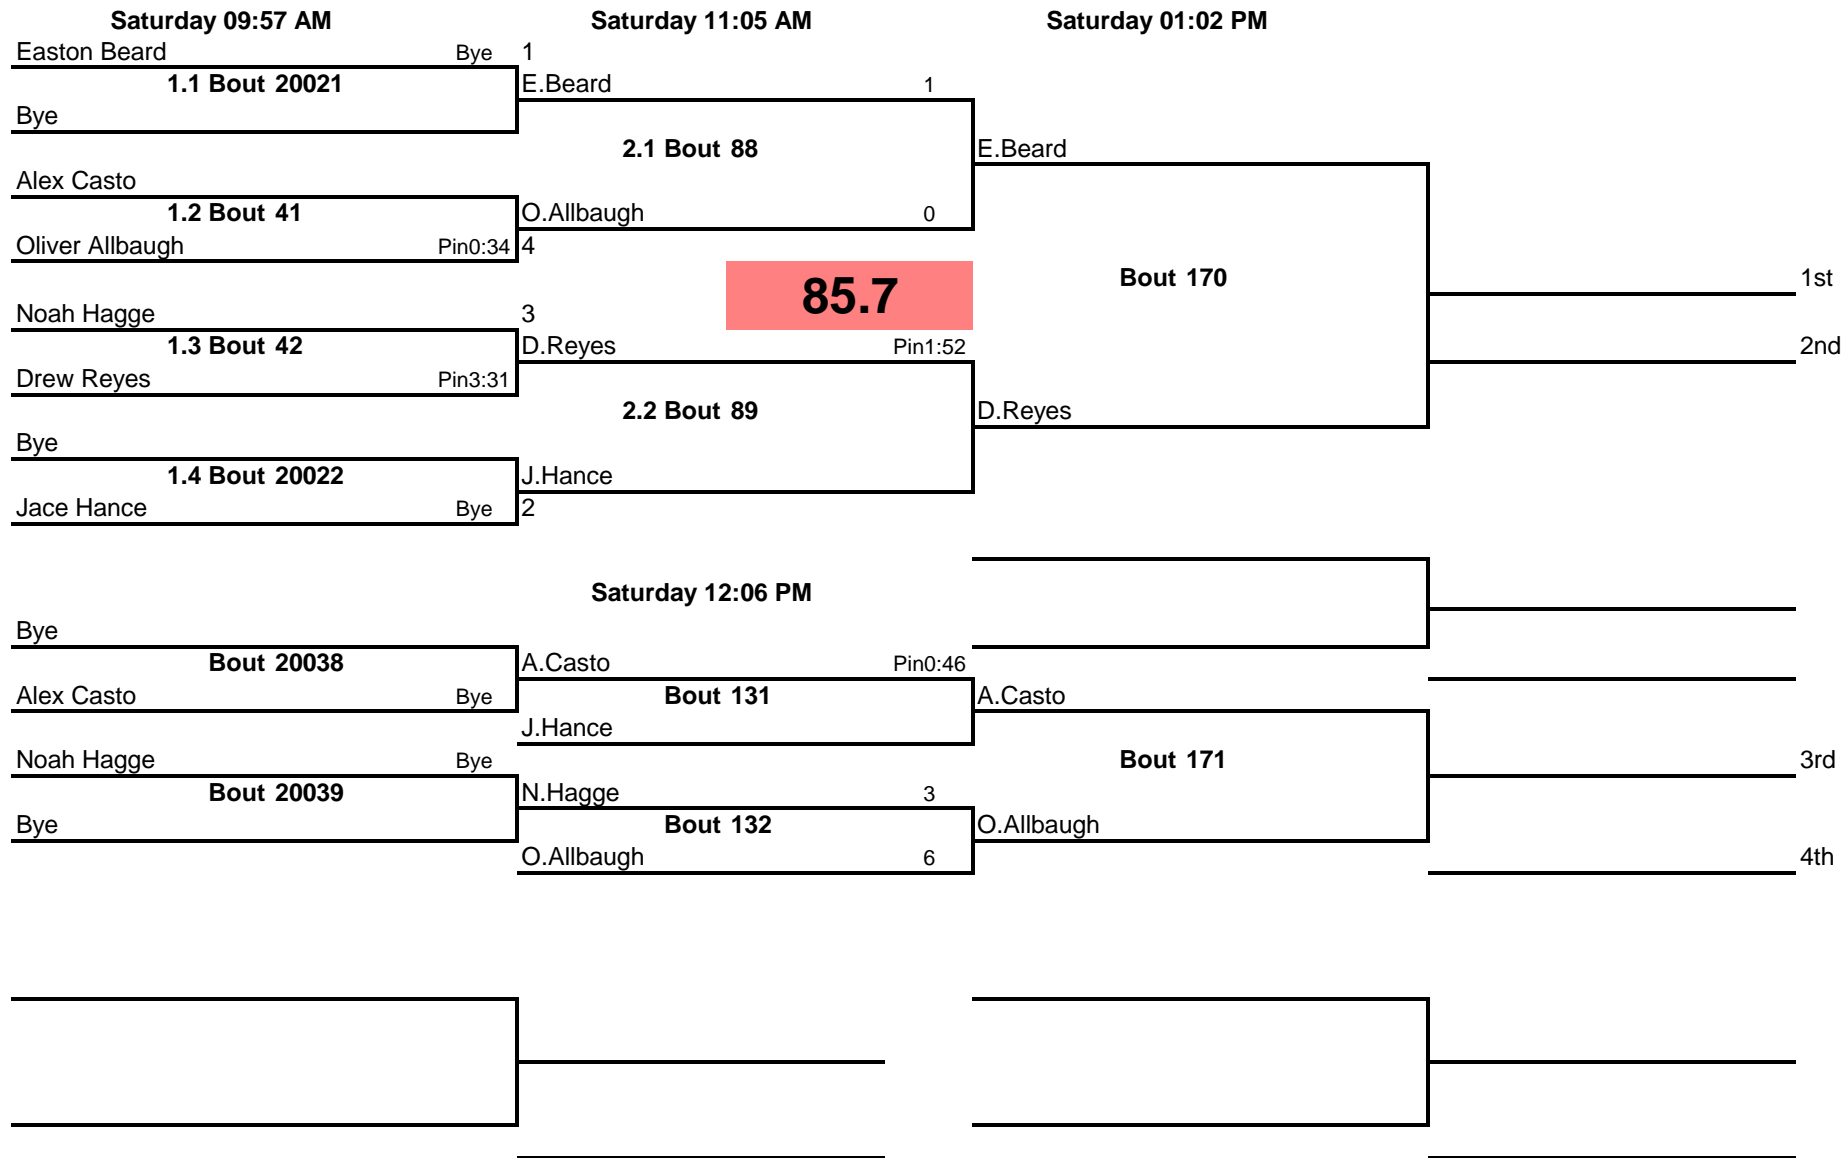 Saturday 09:57 AM Saturday 11:05 AM Saturday 01:02 PM
Easton Beard Bye 1
1.1 Bout 20021 E.Beard 1
Bye
2.1 Bout 88 E.Beard
Alex Casto
1.2 Bout 41 O.Allbaugh 0
Oliver Allbaugh Pin0:34 4
85.7 Bout 170 1st
Noah Hagge 3
1.3 Bout 42 D.Reyes Pin1:52 2nd
Drew Reyes Pin3:31
2.2 Bout 89 D.Reyes
Bye
1.4 Bout 20022 J.Hance
Jace Hance Bye 2
Saturday 12:06 PM
Bye
Bout 20038 A.Casto Pin0:46
Alex Casto Bye Bout 131 A.Casto
J.Hance
Noah Hagge Bye Bout 171 3rd
Bout 20039 N.Hagge 3
Bye Bout 132 O.Allbaugh
O.Allbaugh 6 4th